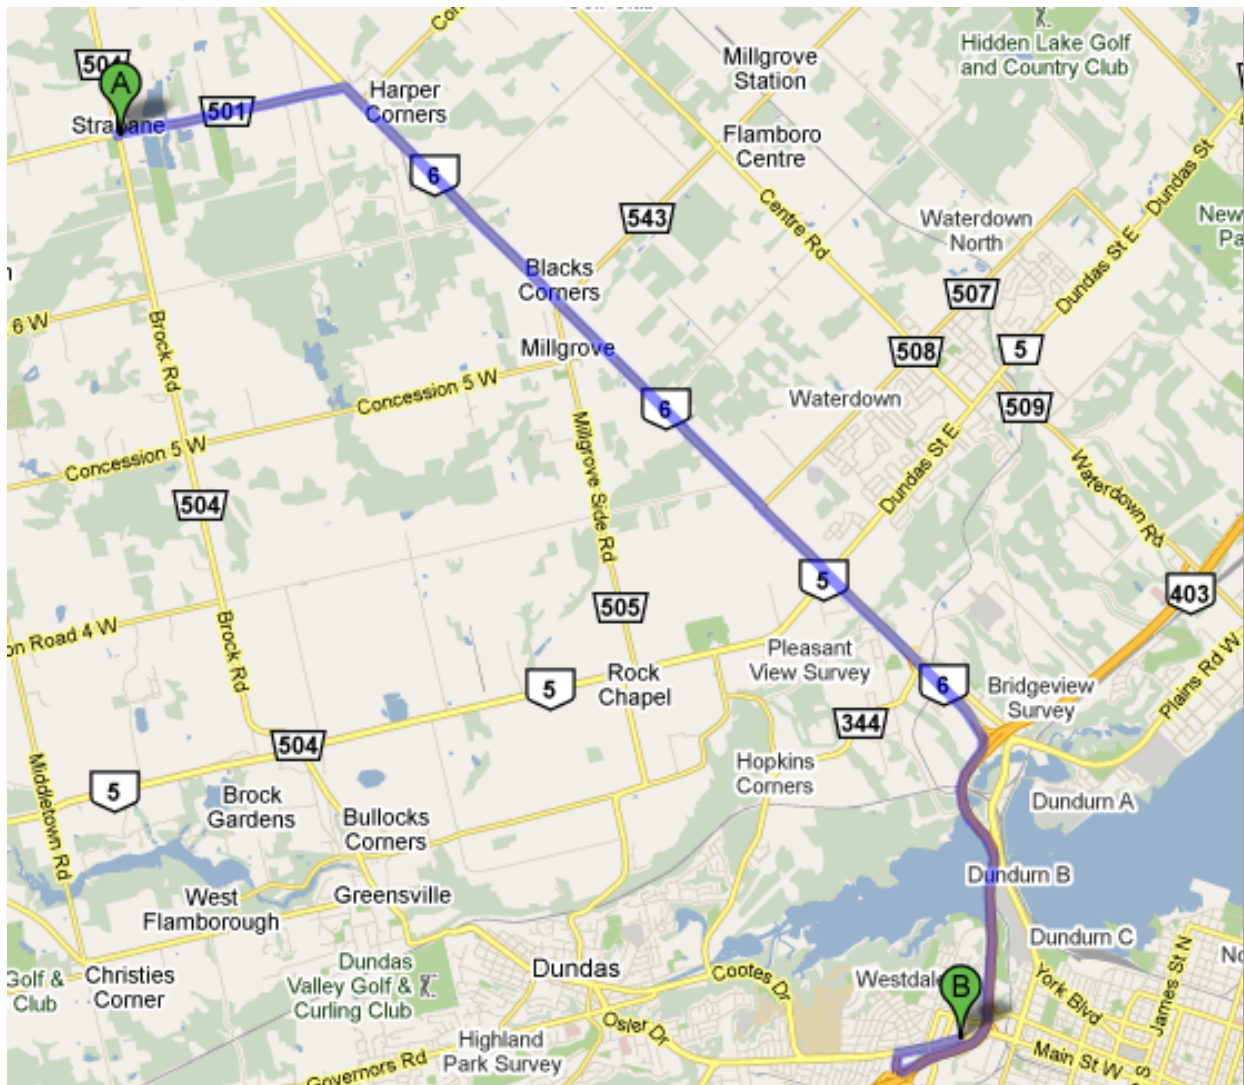 Hidden Lake Golf
and Country Club
Millgrove
Station
504
A
Harper
Corners
501
Strabane
Flamboro
Centre
Dundas St
6
Centre Rd
543
Waterdown
North
Dundas St E
Blacks
Corners
507
6 W
Brock Rd
Millgrove
508
5
Concession 5 W
6
Waterdown
509
Concession 5 W
Millgrove Side Rd
Dundas St E
Waterdown Rd
504
5
403
505
on Road 4 W
Brock Rd
Pleasant
View Survey
Rock
Chapel
5
6
Bridgeview
Survey
Plains Rd W
344
504
Middletown Rd
5
Hopkins
Corners
Brock
Gardens
Bullocks
Corners
Dundurn A
West
Flamborough
Greensville
Dundurn B
Dundurn C
Golf &
Club
Christies
Corner
Dundas
Valley Golf &
Curling Club
Dundas
Cootes Dr
Westdale
B
York Blvd
James St N
No
Osler Dr
Highland
Park Survey
Governors Rd
Main St W
S